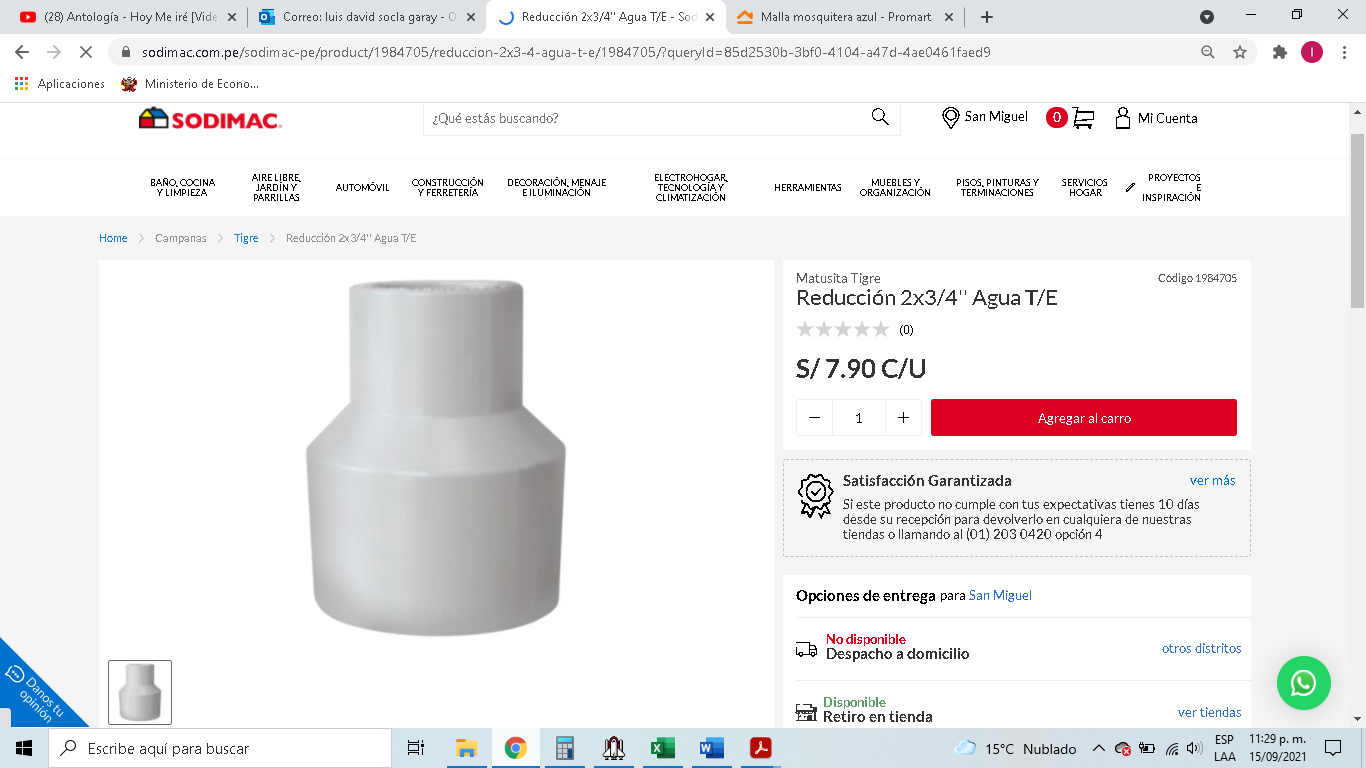 (28) Antología - Hoy Me iré [Vide
Correo: luis david socla garay - O
Reducción 2x3/4" Agua T/E - Sod
Malla mosquitera azul - Promart
sodimac.com.pe/sodimac-pe/product/1984705/reduccion-2x3-4-agua-t-e/1984705/?queryId=85d2530b-3bf0-4104-a47d-4ae0461faed9
I
Aplicaciones
Ministerio de Econo...
SODIMAC
¿Qué estás buscando?
San Miguel
0
Mi Cuenta
BAÑO, COCINA
Y LIMPIEZA
AIRE LIBRE,
JARDÍN Y
PARRILLAS
AUTOMÓVIL
CONSTRUCCIÓN
Y FERRETERÍA
DECORACIÓN, MENAJE
E ILUMINACIÓN
ELECTROHOGAR,
TECNOLOGÍA Y
CLIMATIZACIÓN
HERRAMIENTAS
MUEBLES Y
ORGANIZACIÓN
PISOS, PINTURAS Y
TERMINACIONES
SERVICIOS
HOGAR
PROYECTOS
E
INSPIRACIÓN
Home > Campanas > Tigre > Reducción 2x3/4" Agua T/E
Matusita Tigre
Código 1984705
Reducción 2x3/4" Agua T/E
(0)
S/ 7.90 C/U
− 1 +
Agregar al carro
Satisfacción Garantizada
ver más
Si este producto no cumple con tus expectativas tienes 10 días
desde su recepción para devolverlo en cualquiera de nuestras
tiendas o llamando al (01) 203 0420 opción 4
Opciones de entrega para San Miguel
No disponible
Despacho a domicilio
otros distritos
Disponible
Retiro en tienda
ver tiendas
Danos tu
opinión
Escribe aquí para buscar
15°C Nublado
ESP
LAA
11:29 p. m.
15/09/2021